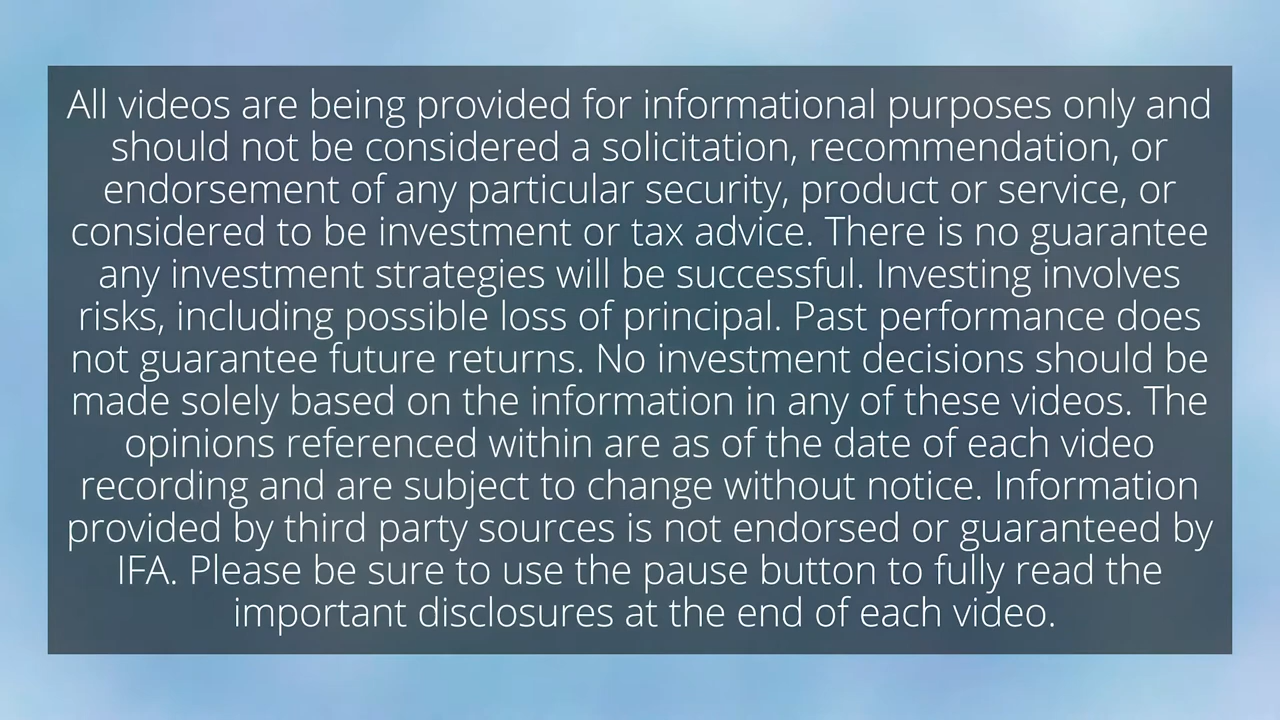 All videos are being provided for informational purposes only and
should not be considered a solicitation, recommendation, or
endorsement of any particular security, product or service, or
considered to be investment or tax advice. There is no guarantee
any investment strategies will be successful. Investing involves
risks, including possible loss of principal. Past performance does
not guarantee future returns. No investment decisions should be
made solely based on the information in any of these videos. The
opinions referenced within are as of the date of each video
recording and are subject to change without notice. Information
provided by third party sources is not endorsed or guaranteed by
IFA. Please be sure to use the pause button to fully read the
important disclosures at the end of each video.